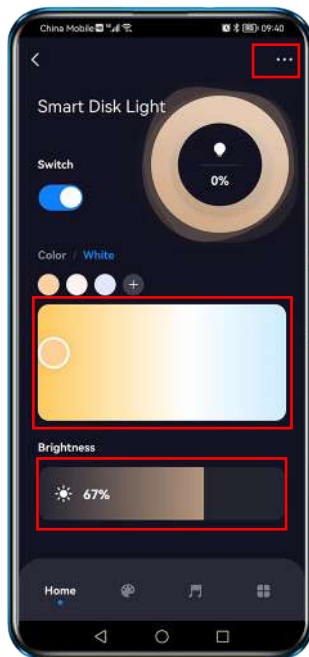 China Mobile 09:40
Smart Disk Light
0%
Switch
Color / White
Brightness
67%
Home